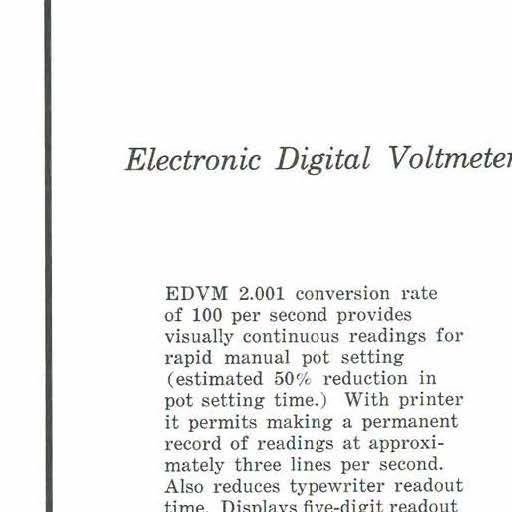 Electronic Digital Voltmeter
EDVM 2.001 conversion rate
of 100 per second provides
visually continuous readings for
rapid manual pot setting
(estimated 50% reduction in
pot setting time.) With printer
it permits making a permanent
record of readings at approxi-
mately three lines per second.
Also reduces typewriter readout
time. Displays five-digit readout